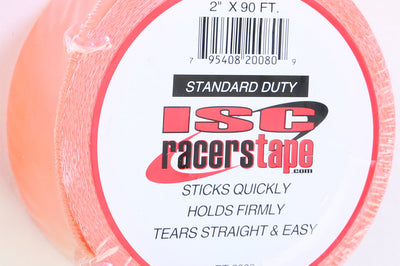 2" X 90 FT.
7 95408 20080 9
STANDARD DUTY
ISC
racerstape
.com
STICKS QUICKLY
HOLDS FIRMLY
TEARS STRAIGHT & EASY